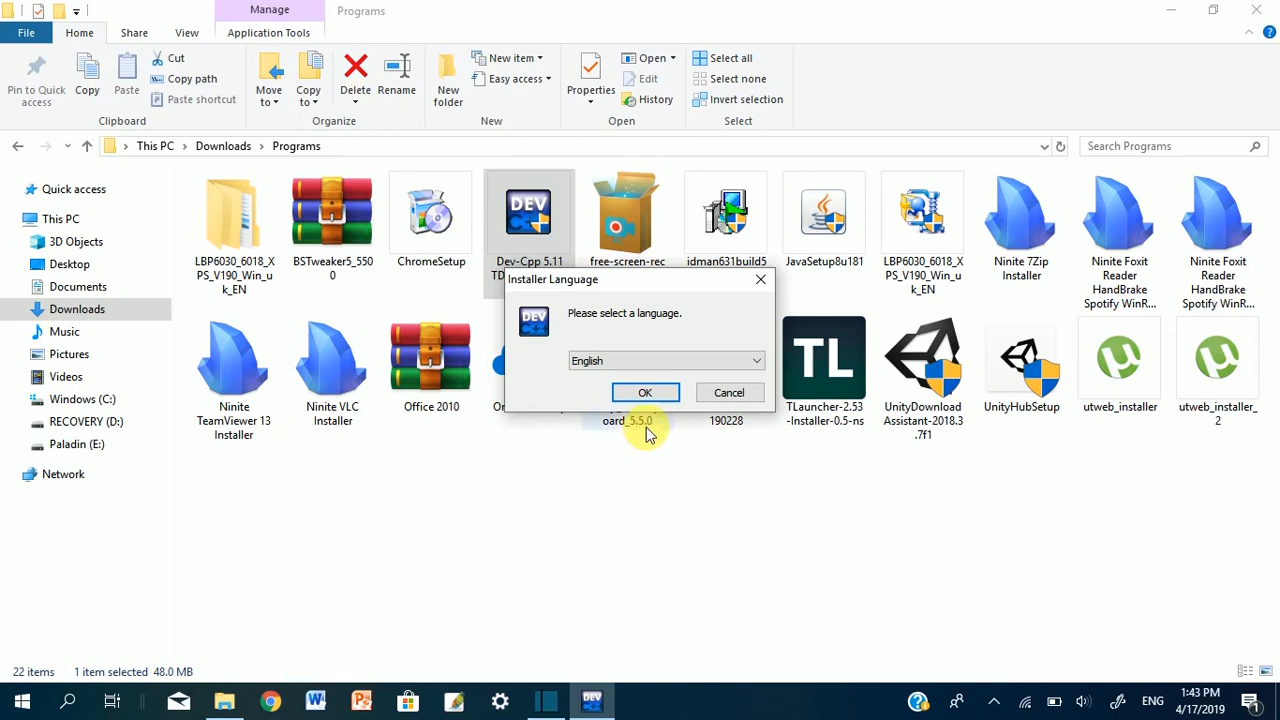 Manage
Programs
File
Home
Share
View
Application Tools
Pin to Quick
access
Copy
Paste
Cut
Copy path
Paste shortcut
Clipboard
Move
to
Copy
to
Delete
Rename
Organize
New
folder
New item
Easy access
New
Properties
Open
Edit
History
Open
Select all
Select none
Invert selection
Select
This PC
Downloads
Programs
Search Programs
Quick access
This PC
3D Objects
Desktop
Documents
Downloads
Music
Pictures
Videos
Windows (C:)
RECOVERY (D:)
Paladin (E:)
Network
LBP6030_6018_X
PS_V190_Win_u
k_EN
BSTweaker5_550
0
ChromeSetup
DEV
Dev-Cpp 5.11
TD
free-screen-rec
idman631build5
JavaSetup8u181
LBP6030_6018_X
PS_V190_Win_u
k_EN
Ninite 7Zip
Installer
Ninite Foxit
Reader
HandBrake
Spotify WinR...
Ninite Foxit
Reader
HandBrake
Spotify WinR...
Installer Language
DEV
Please select a language.
English
OK
Cancel
Ninite
TeamViewer 13
Installer
Ninite VLC
Installer
Office 2010
oard_5.5.0
190228
TL
TLauncher-2.53
-Installer-0.5-ns
UnityDownload
Assistant-2018.3
.7f1
UnityHubSetup
utweb_installer
utweb_installer_
2
22 items
1 item selected
48.0 MB
DEV
ENG
1:43 PM
4/17/2019
1